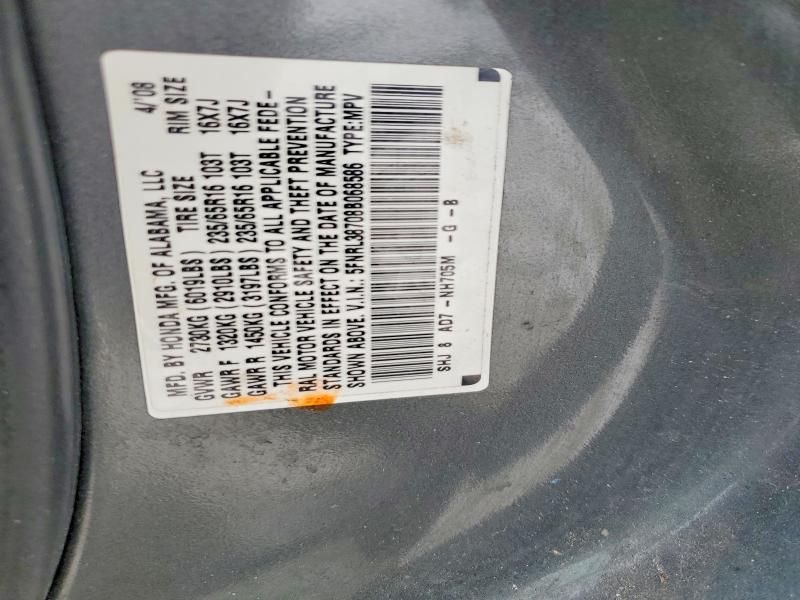 MFD. BY HONDA MFG. OF ALABAMA, LLC 4/'08
GVWR 2730KG (6019LBS) TIRE SIZE RIM SIZE
GAWR F 1320KG (2910LBS) 235/65R16 103T 16X7J
GAWR R 1450KG (3197LBS) 235/65R16 103T 16X7J
THIS VEHICLE CONFORMS TO ALL APPLICABLE FEDE-
RAL MOTOR VEHICLE SAFETY AND THEFT PREVENTION
STANDARDS IN EFFECT ON THE DATE OF MANUFACTURE
SHOWN ABOVE. V.I.N.: 5FNRL38708B068586 TYPE:MPV
SHJ 8 AD7 -NH705M -G -B